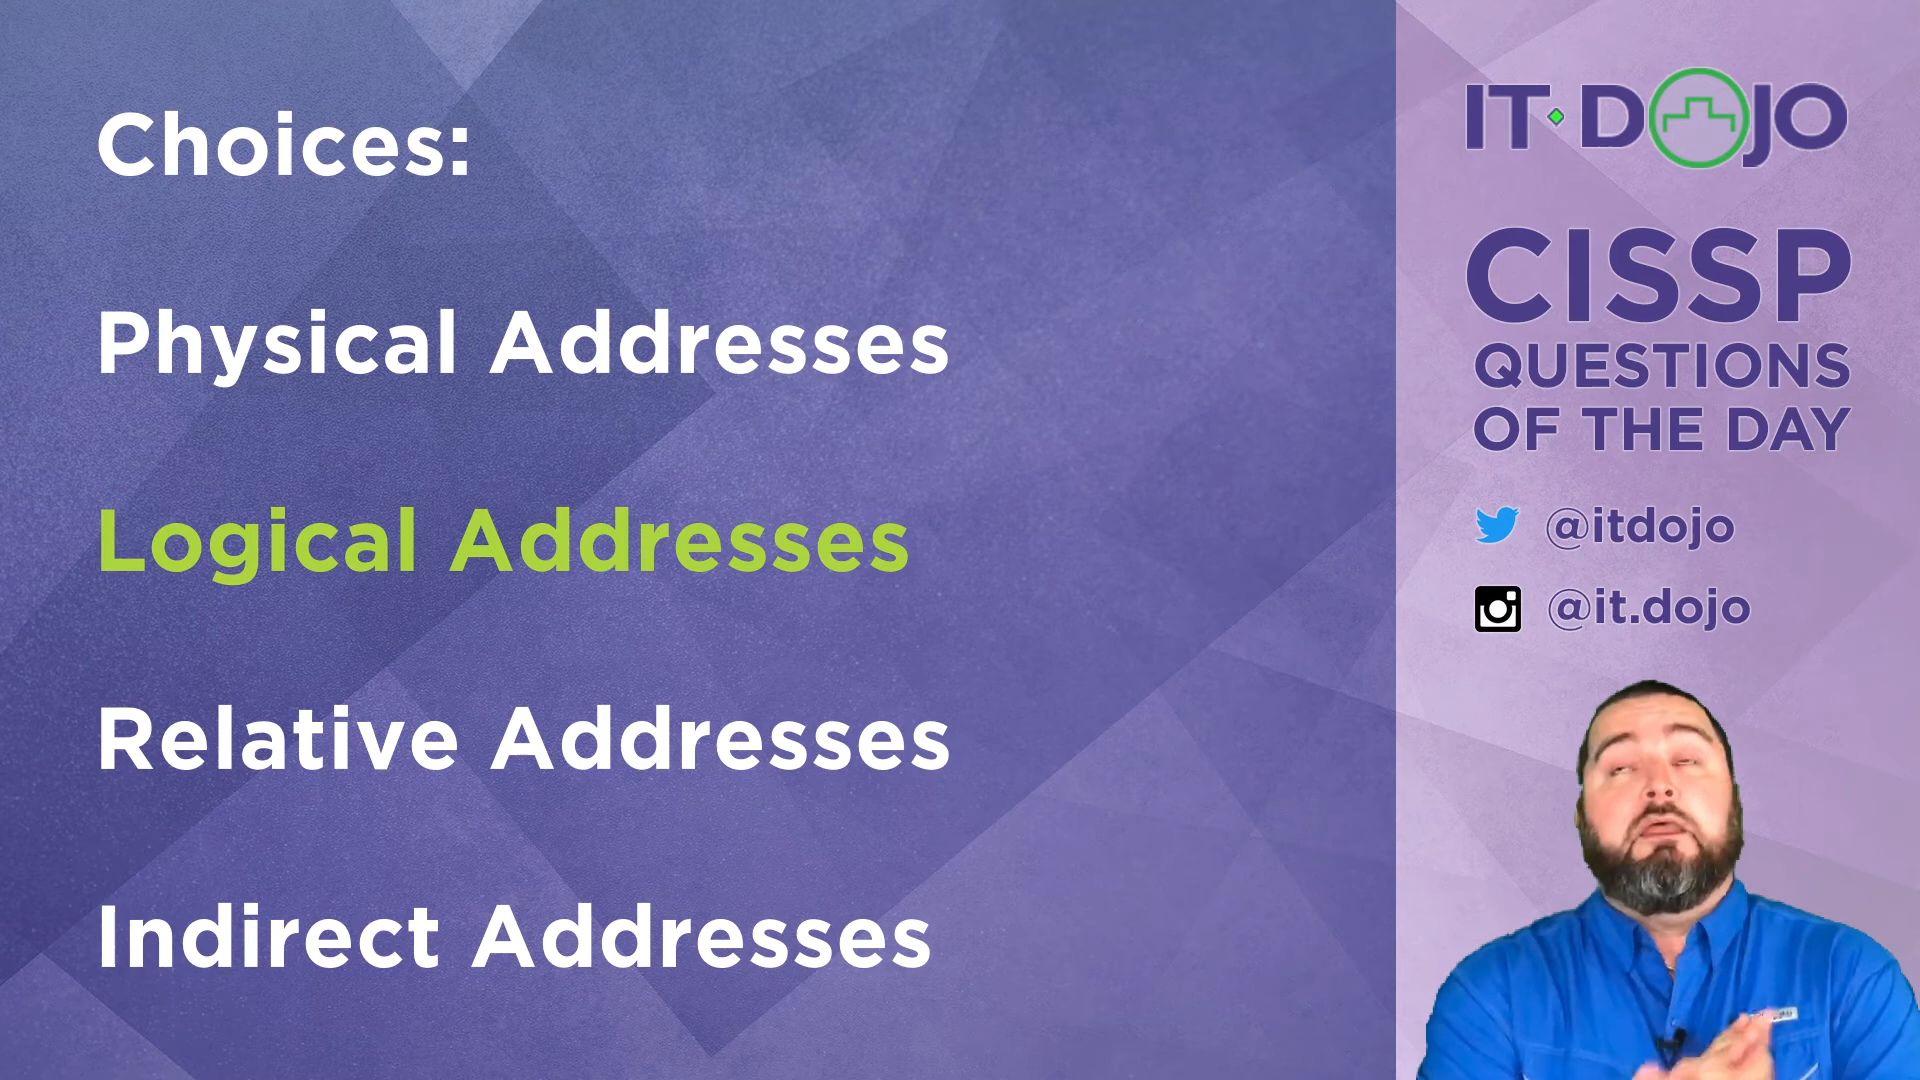 Choices:
Physical Addresses
Logical Addresses
Relative Addresses
Indirect Addresses
IT DOJO
CISSP
QUESTIONS
OF THE DAY
@itdojo
@it.dojo